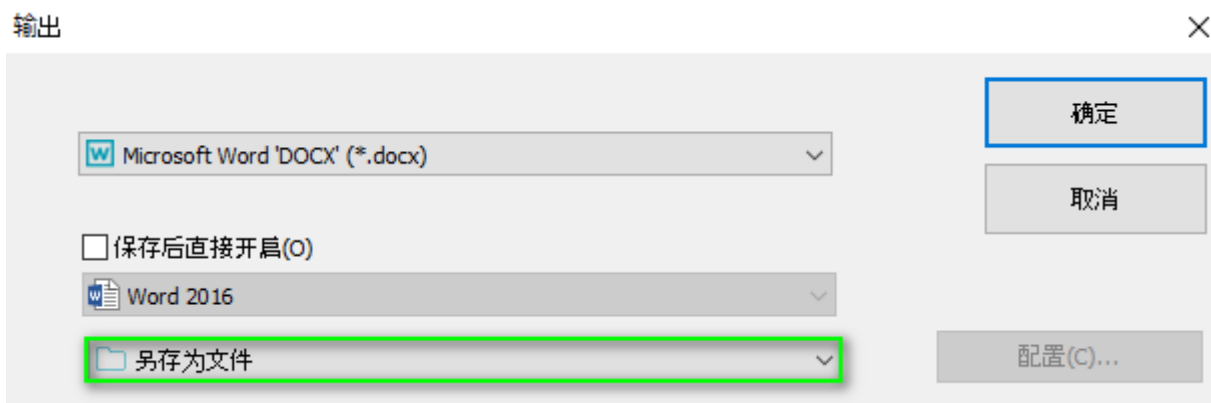 输出
确定
Microsoft Word 'DOCX' (*.docx)
取消
保存后直接开启(O)
Word 2016
另存为文件
配置(C)...